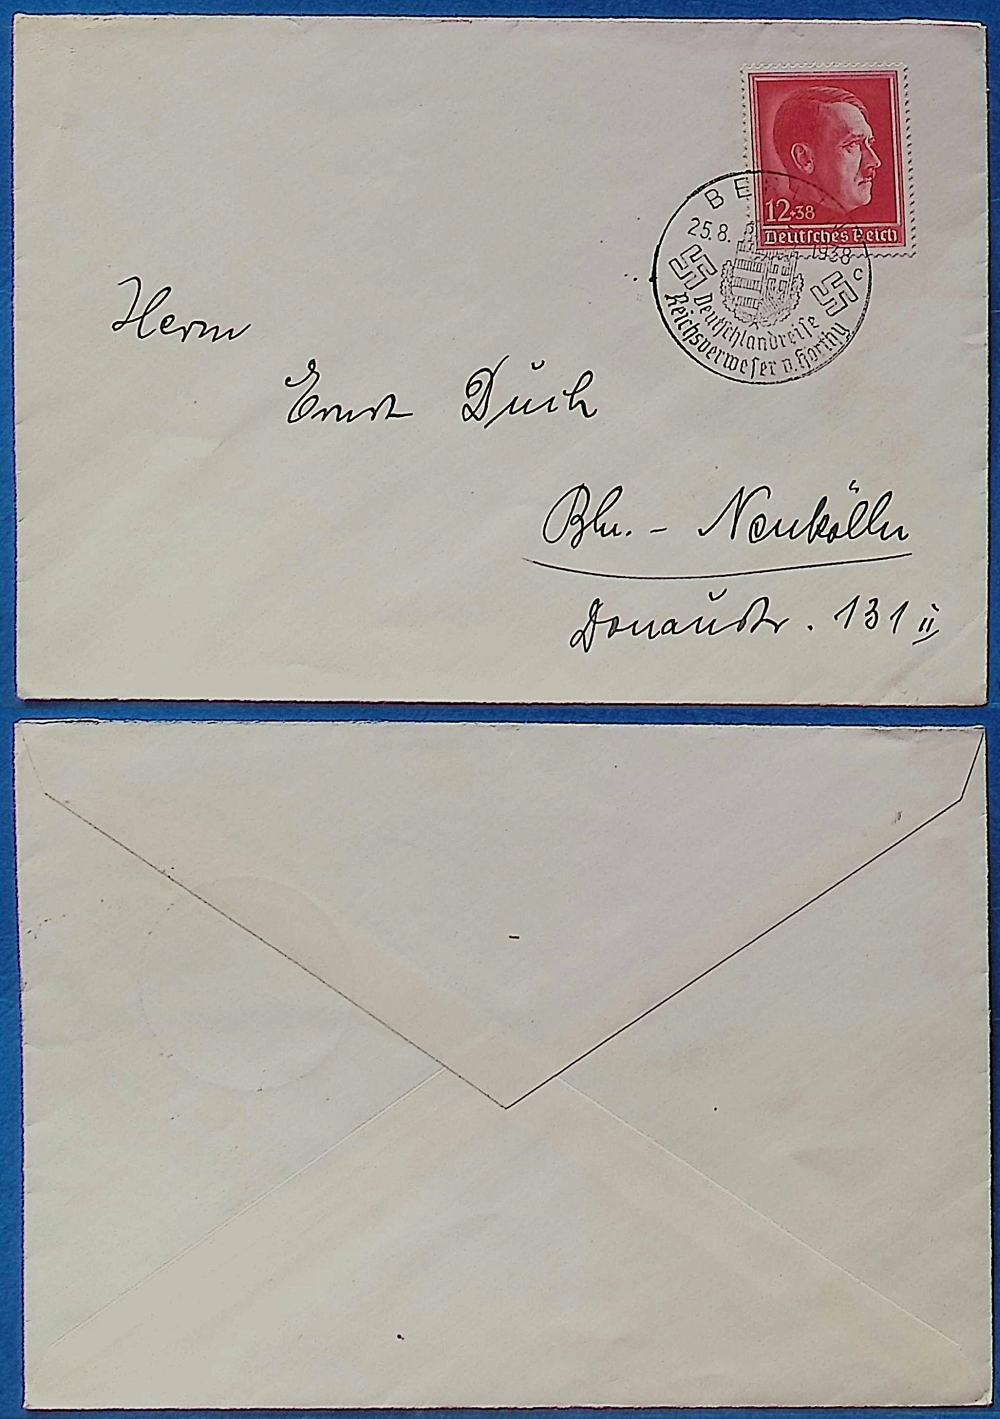 12+38
Deutsches Reich
BE
25.8. 1938
c
Deutschlandreise
Reichsverweser v. Horthy
Herrn
Ernst Duch
Bln. - Neukölln
Donaustr. 131 II